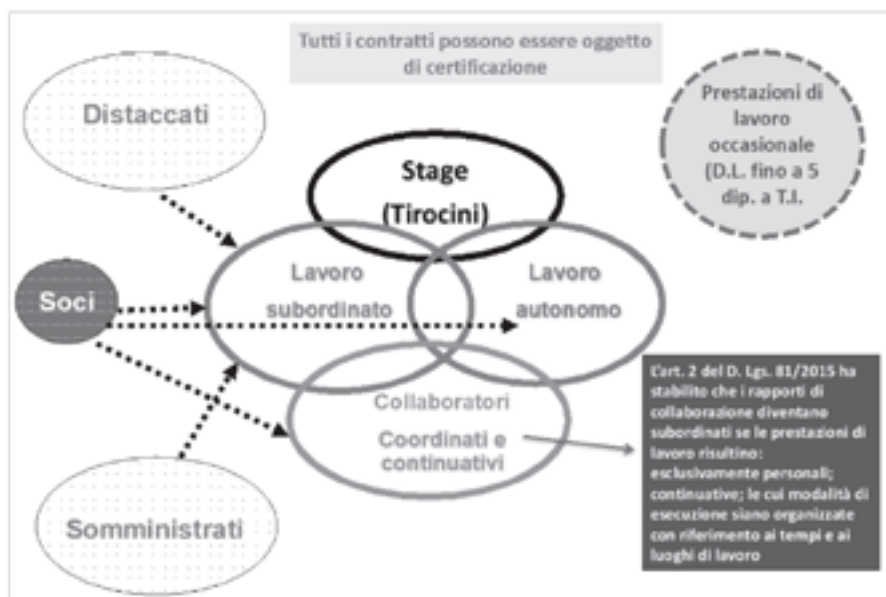 Tutti i contratti possono essere oggetto
di certificazione
Distaccati
Prestazioni di
lavoro
occasionale
(D.L. fino a 5
dip. a T.I.
Stage
(Tirocini)
Lavoro
subordinato
Lavoro
autonomo
Soci
Collaboratori
Coordinati e
continuativi
Somministrati
L'art. 2 del D. Lgs. 81/2015 ha
stabilito che i rapporti di
collaborazione diventano
subordinati se le prestazioni di
lavoro risultino:
esclusivamente personali;
continuative; le cui modalità di
esecuzione siano organizzate
con riferimento ai tempi e ai
luoghi di lavoro